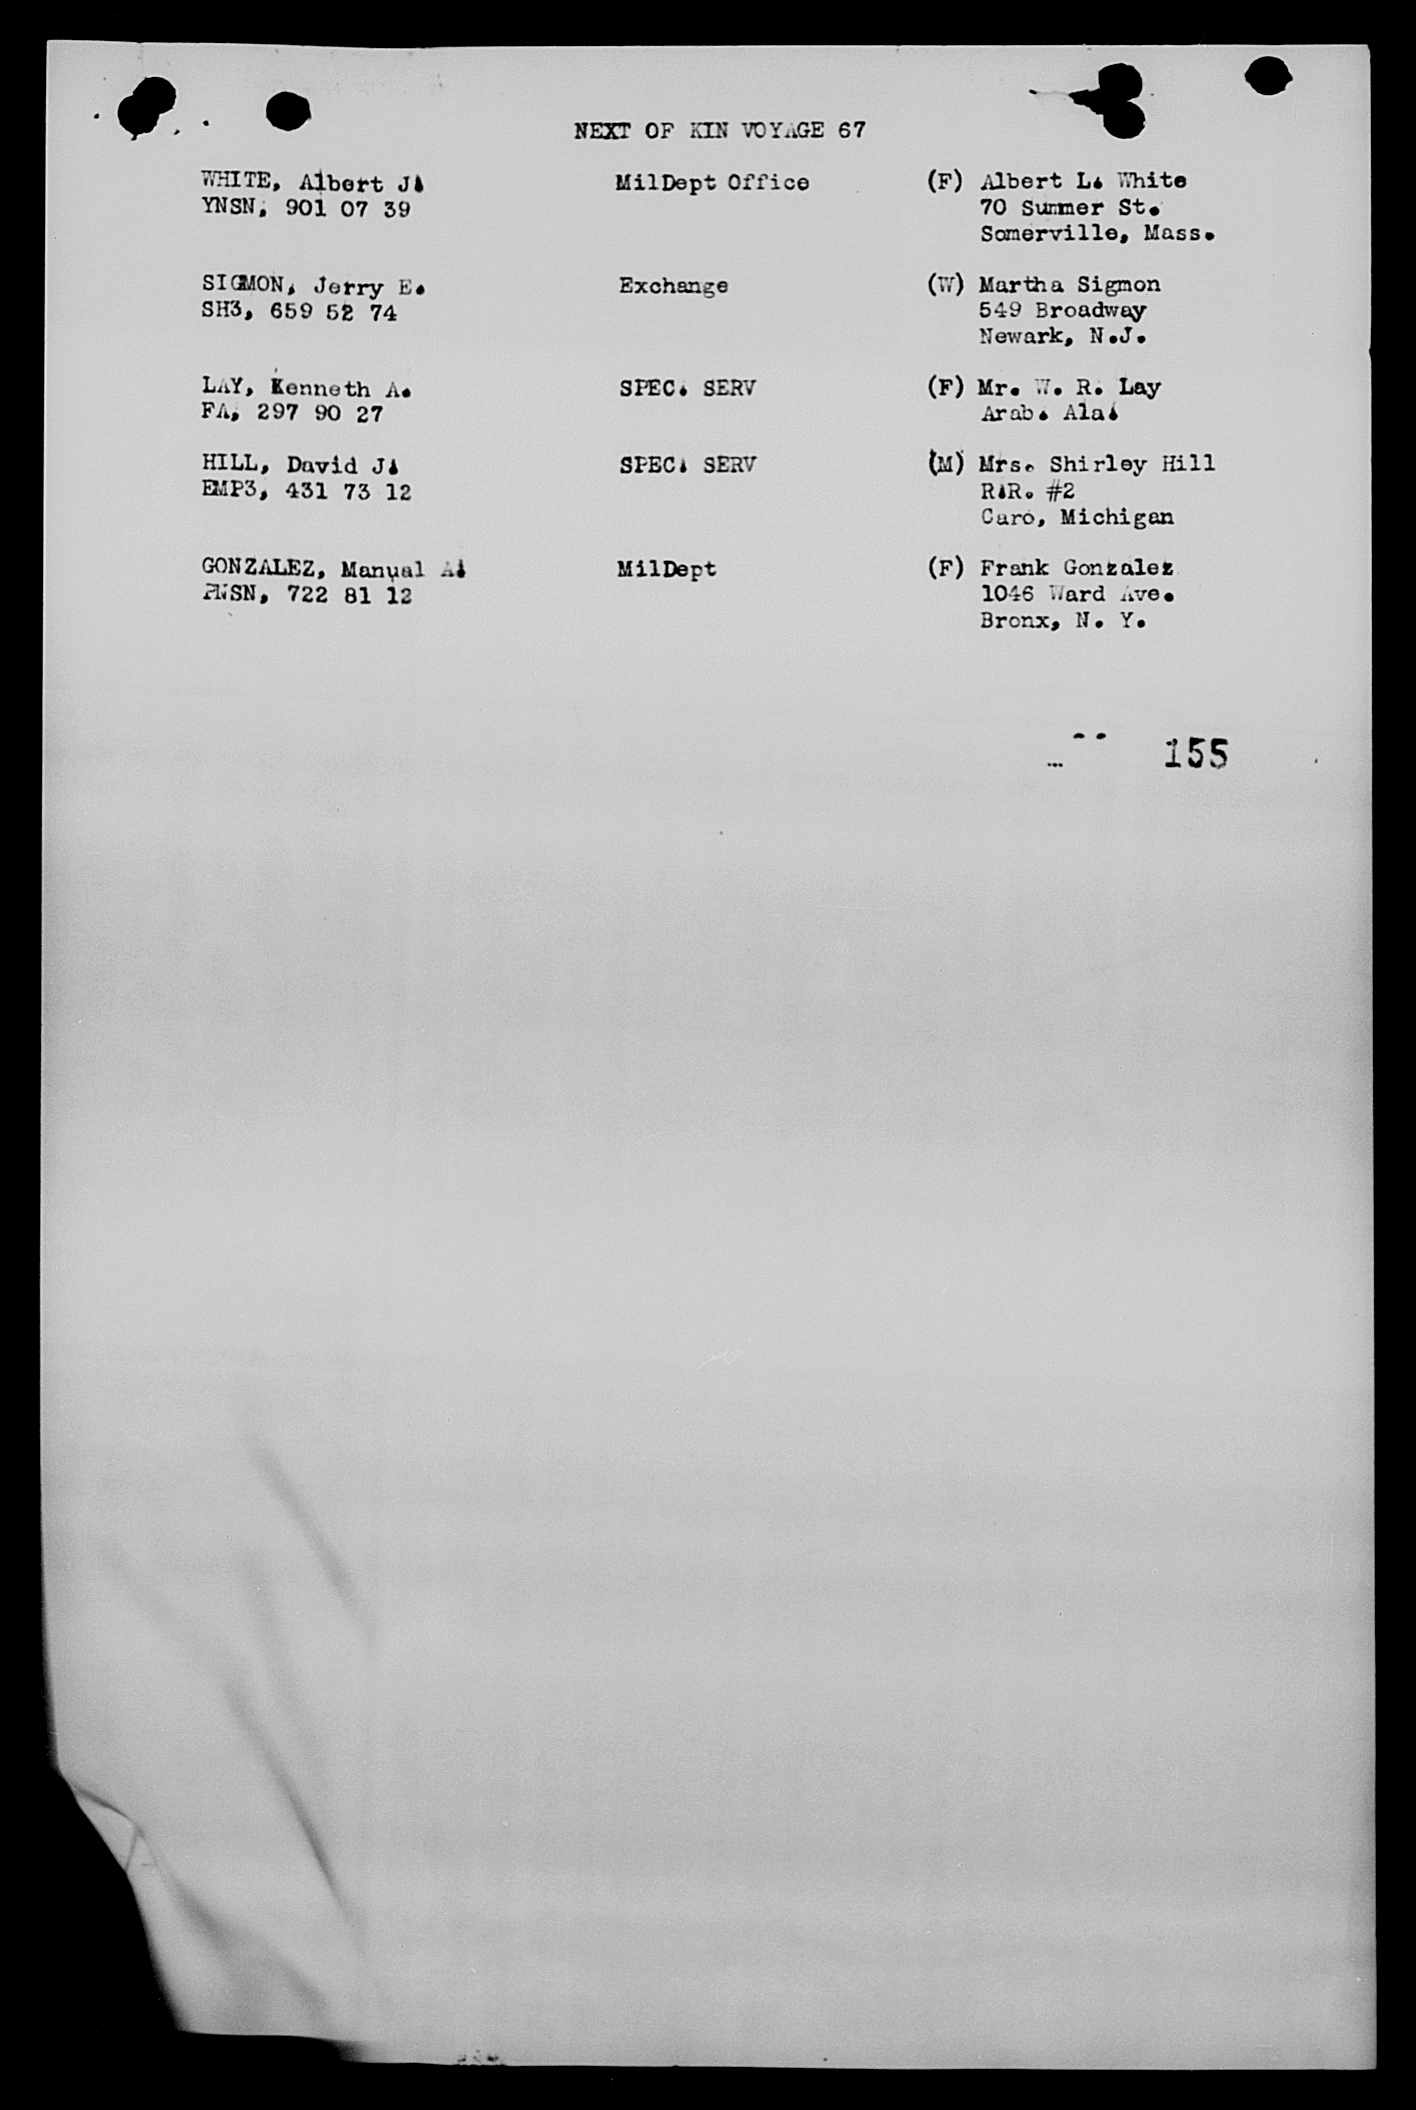 NEXT OF KIN VOYAGE 67
WHITE, Albert J. MilDept Office (F) Albert L. White
YNSN, 901 07 39 70 Summer St.
Somerville, Mass.
SIGMON, Jerry E. Exchange (W) Martha Sigmon
SH3, 659 52 74 549 Broadway
Newark, N.J.
LAY, Kenneth A. SPEC. SERV (F) Mr. W. R. Lay
FA, 297 90 27 Arab. Ala.
HILL, David J. SPEC. SERV (M) Mrs. Shirley Hill
EMP3, 431 73 12 R.R. #2
Caro, Michigan
GONZALEZ, Manual A. MilDept (F) Frank Gonzalez
PNSN, 722 81 12 1046 Ward Ave.
Bronx, N. Y.
155